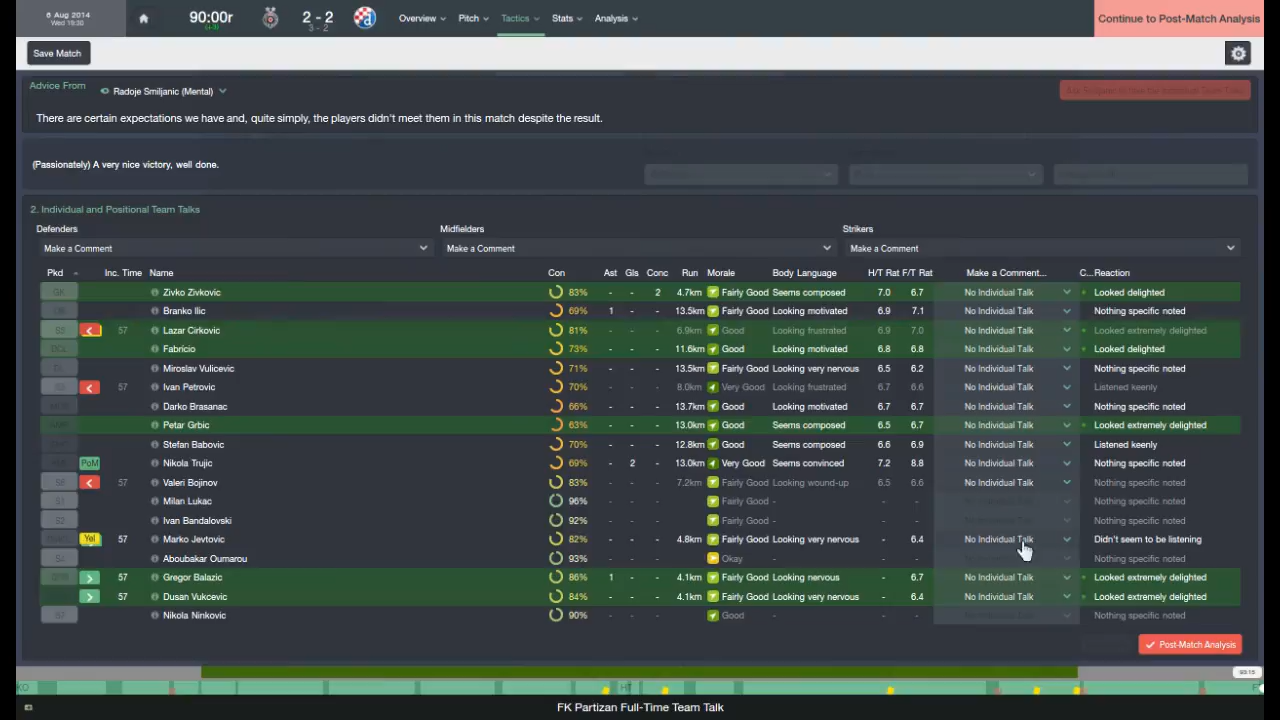 6 Aug 2014
Wed 19:30
90:00r
(+3)
2 - 2
3 - 2
Overview
Pitch
Tactics
Stats
Analysis
Continue to Post-Match Analysis
Save Match
Advice From
Radoje Smiljanic (Mental)
There are certain expectations we have and, quite simply, the players didn't meet them in this match despite the result.
(Passionately) A very nice victory, well done.
2. Individual and Positional Team Talks
Defenders Midfielders Strikers
Make a Comment Make a Comment Make a Comment
Pkd Inc. Time Name Con Ast Gls Conc Run Morale Body Language H/T Rat F/T Rat Make a Comment... C... Reaction
GK Zivko Zivkovic 83% - - 2 4.7km Fairly Good Seems composed 7.0 6.7 No Individual Talk Looked delighted
Branko Ilic 69% 1 - - 13.5km Fairly Good Looking motivated 6.9 7.1 No Individual Talk Nothing specific noted
57 Lazar Cirkovic 81% - - - 6.9km Good Looking frustrated 6.9 7.0 No Individual Talk Looked extremely delighted
DCL Fabrício 73% - - - 11.6km Good Looking motivated 6.8 6.8 No Individual Talk Looked delighted
DL Miroslav Vulicevic 71% - - - 13.5km Fairly Good Looking very nervous 6.5 6.2 No Individual Talk Nothing specific noted
57 Ivan Petrovic 70% - - - 8.0km Very Good Looking frustrated 6.7 6.6 No Individual Talk Listened keenly
Darko Brasanac 66% - - - 13.7km Good Looking motivated 6.7 6.7 No Individual Talk Nothing specific noted
Petar Grbic 63% - - - 13.0km Good Seems composed 6.5 6.7 No Individual Talk Looked extremely delighted
Stefan Babovic 70% - - - 12.8km Good Seems composed 6.6 6.9 No Individual Talk Listened keenly
PoM Nikola Trujic 69% - 2 - 13.0km Very Good Seems convinced 7.2 8.8 No Individual Talk Nothing specific noted
S6 57 Valeri Bojinov 83% - - - 7.2km Fairly Good Looking wound-up 6.5 6.6 No Individual Talk Nothing specific noted
S1 Milan Lukac 96% Fairly Good - - - Nothing specific noted
S2 Ivan Bandalovski 92% Fairly Good - - - Nothing specific noted
Yel 57 Marko Jevtovic 82% - - - 4.8km Fairly Good Looking very nervous - 6.4 No Individual Talk Didn't seem to be listening
S4 Aboubakar Oumarou 93% Okay - - - Nothing specific noted
57 Gregor Balazic 86% 1 - - 4.1km Fairly Good Looking nervous - 6.7 No Individual Talk Looked extremely delighted
57 Dusan Vukcevic 84% - - - 4.1km Fairly Good Looking very nervous - 6.4 No Individual Talk Looked extremely delighted
S7 Nikola Ninkovic 90% Good - - - Nothing specific noted
Post-Match Analysis
93:15
KO HT
FK Partizan Full-Time Team Talk